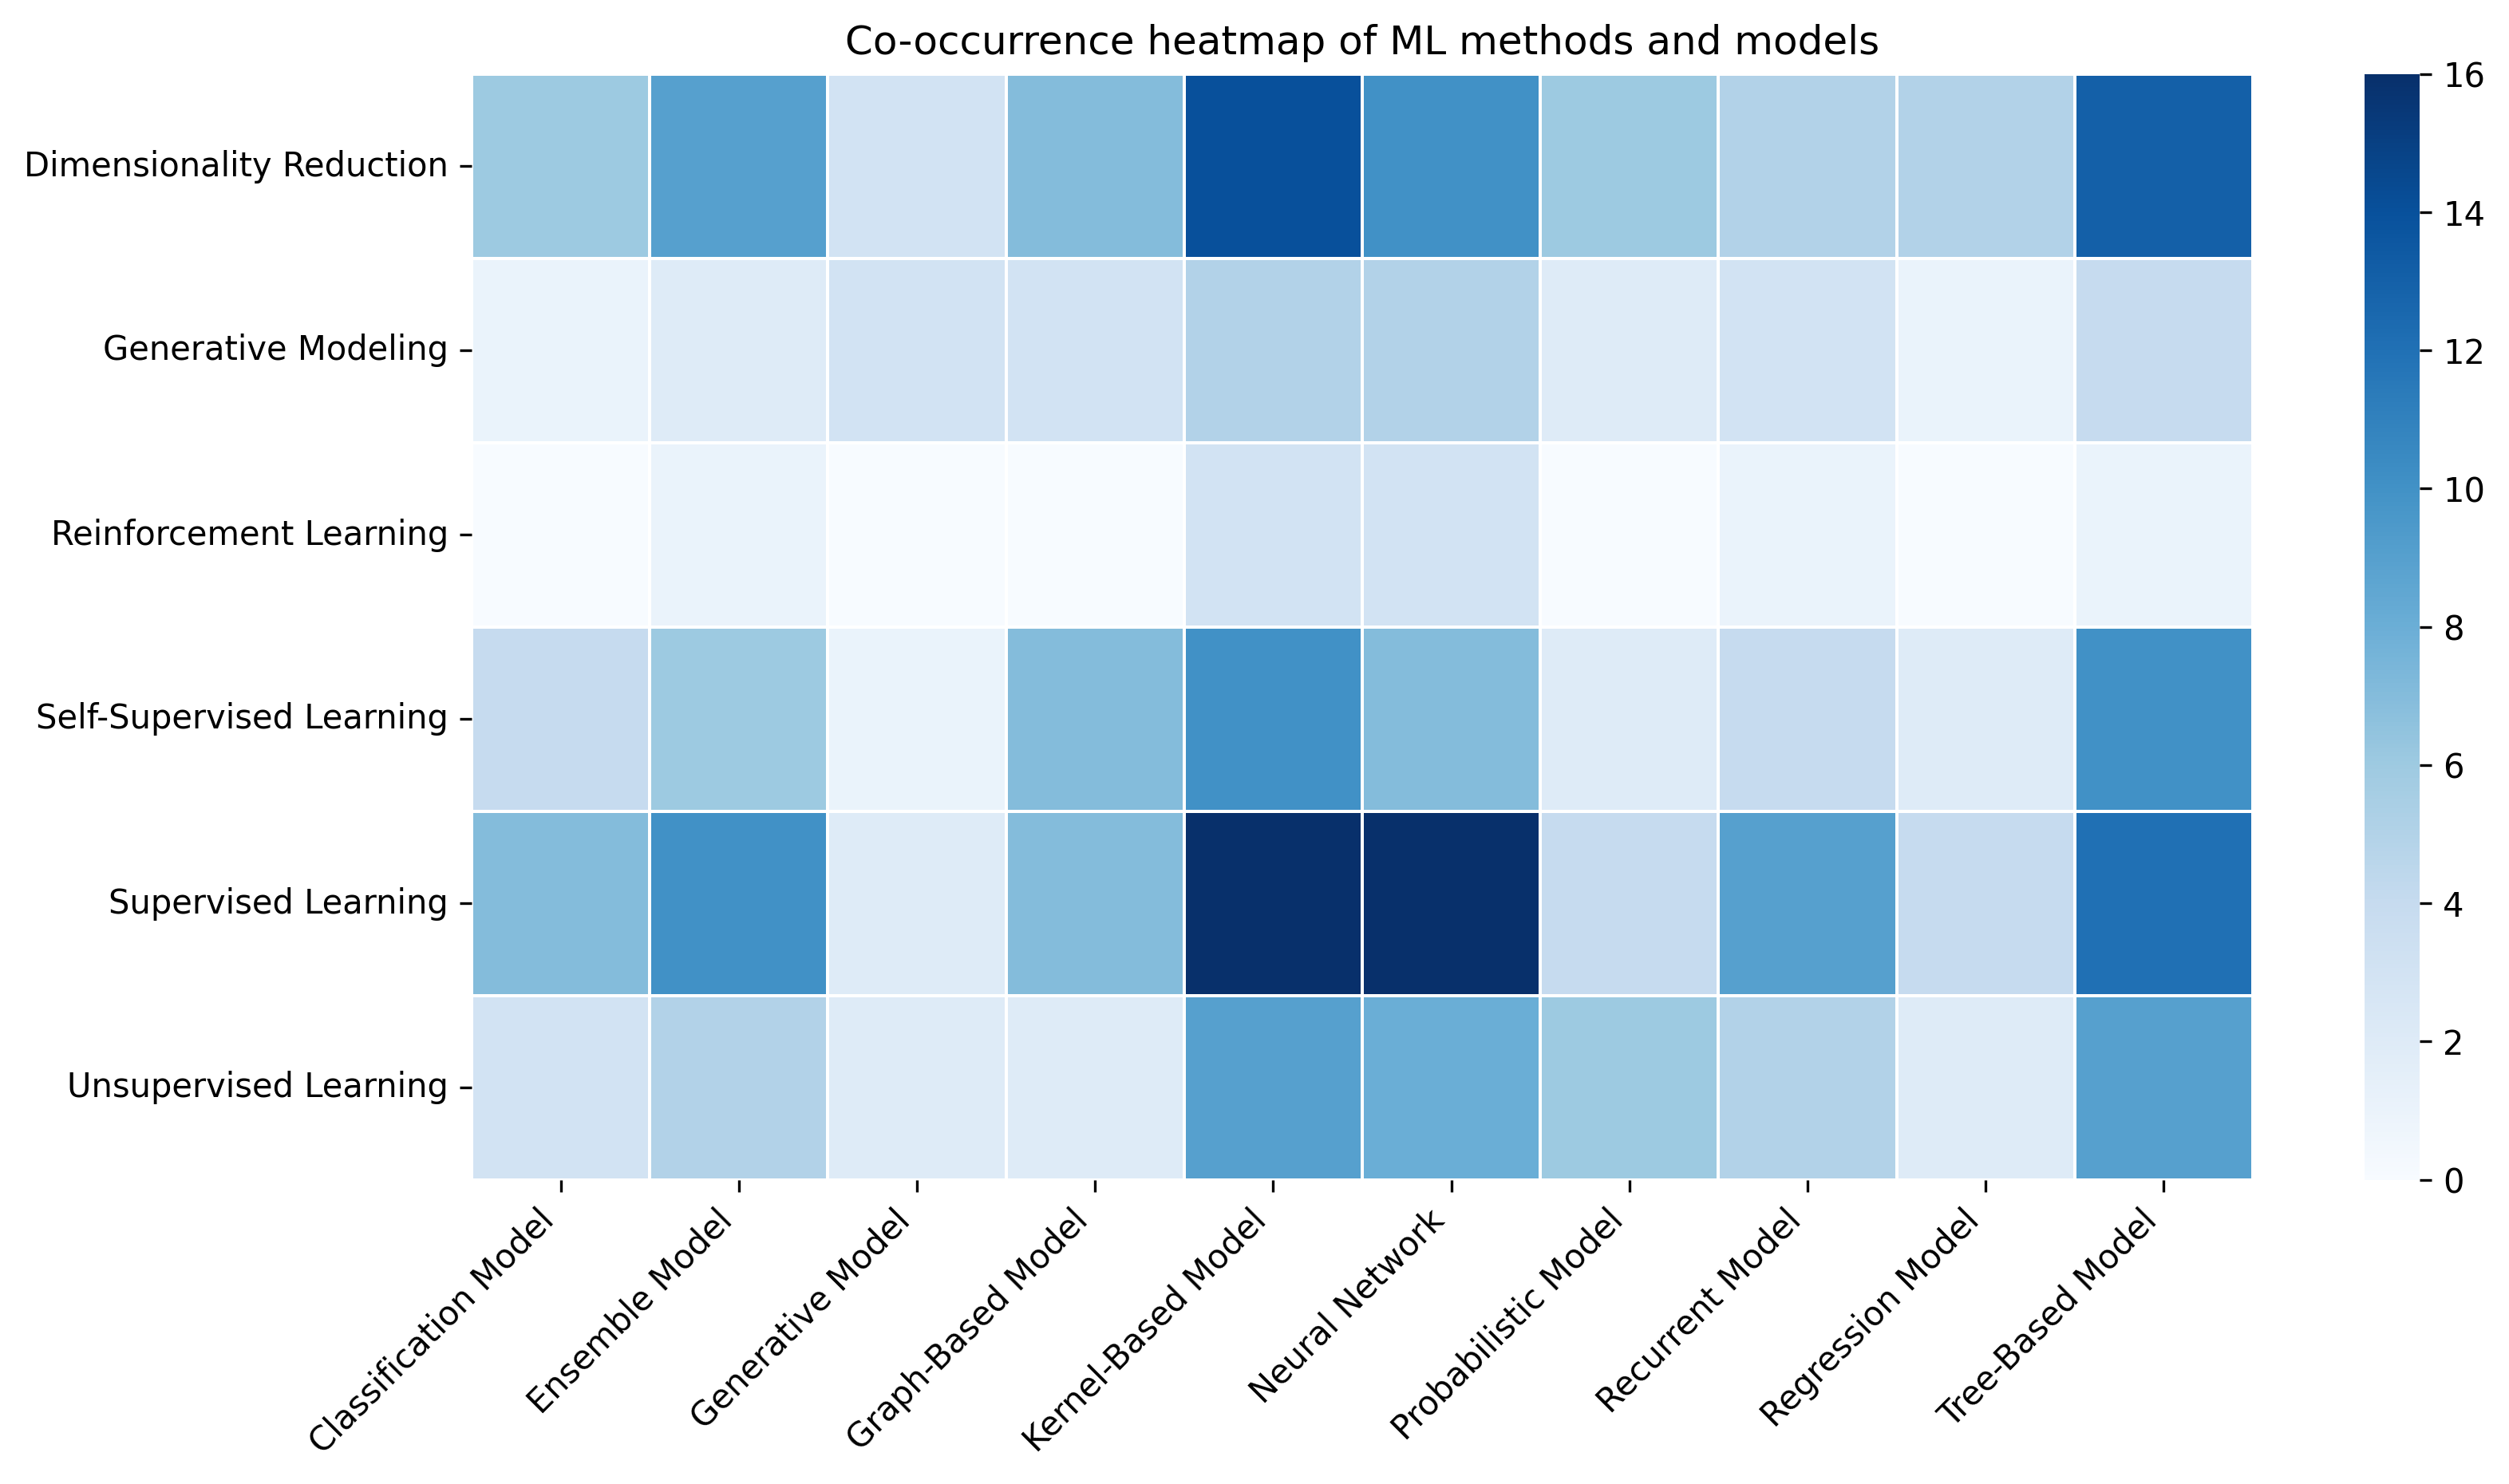 Co-occurrence heatmap of ML methods and models
Dimensionality Reduction
Generative Modeling
Reinforcement Learning
Self-Supervised Learning
Supervised Learning
Unsupervised Learning
Classification Model
Ensemble Model
Generative Model
Graph-Based Model
Kernel-Based Model
Neural Network
Probabilistic Model
Recurrent Model
Regression Model
Tree-Based Model
16
14
12
10
8
6
4
2
0